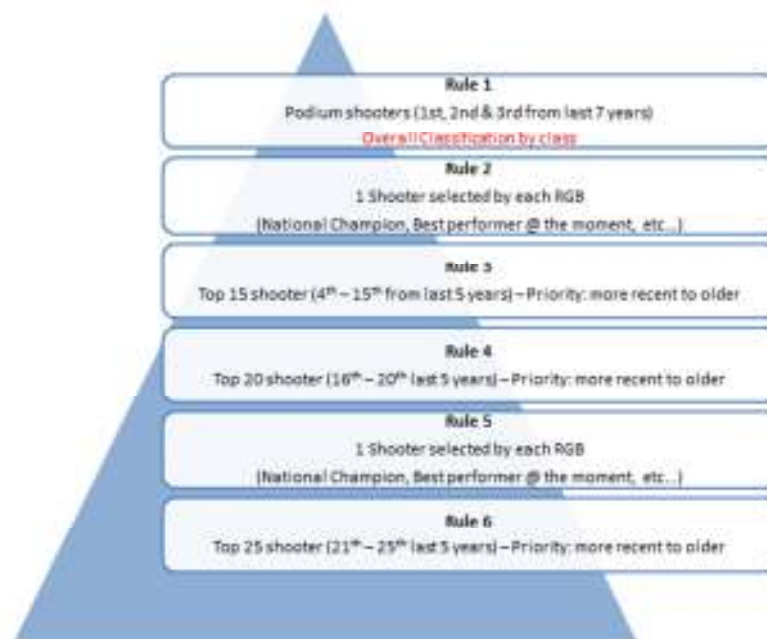 Rule 1
Podium shooters (1st, 2nd & 3rd from last 7 years)
Overall Classification by class
Rule 2
1 Shooter selected by each RGB
(National Champion, Best performer @ the moment, etc...)
Rule 3
Top 15 shooter (4th – 15th from last 5 years) – Priority: more recent to older
Rule 4
Top 20 shooter (16th – 20th last 5 years) – Priority: more recent to older
Rule 5
1 Shooter selected by each RGB
(National Champion, Best performer @ the moment, etc...)
Rule 6
Top 25 shooter (21th – 25th last 5 years) – Priority: more recent to older